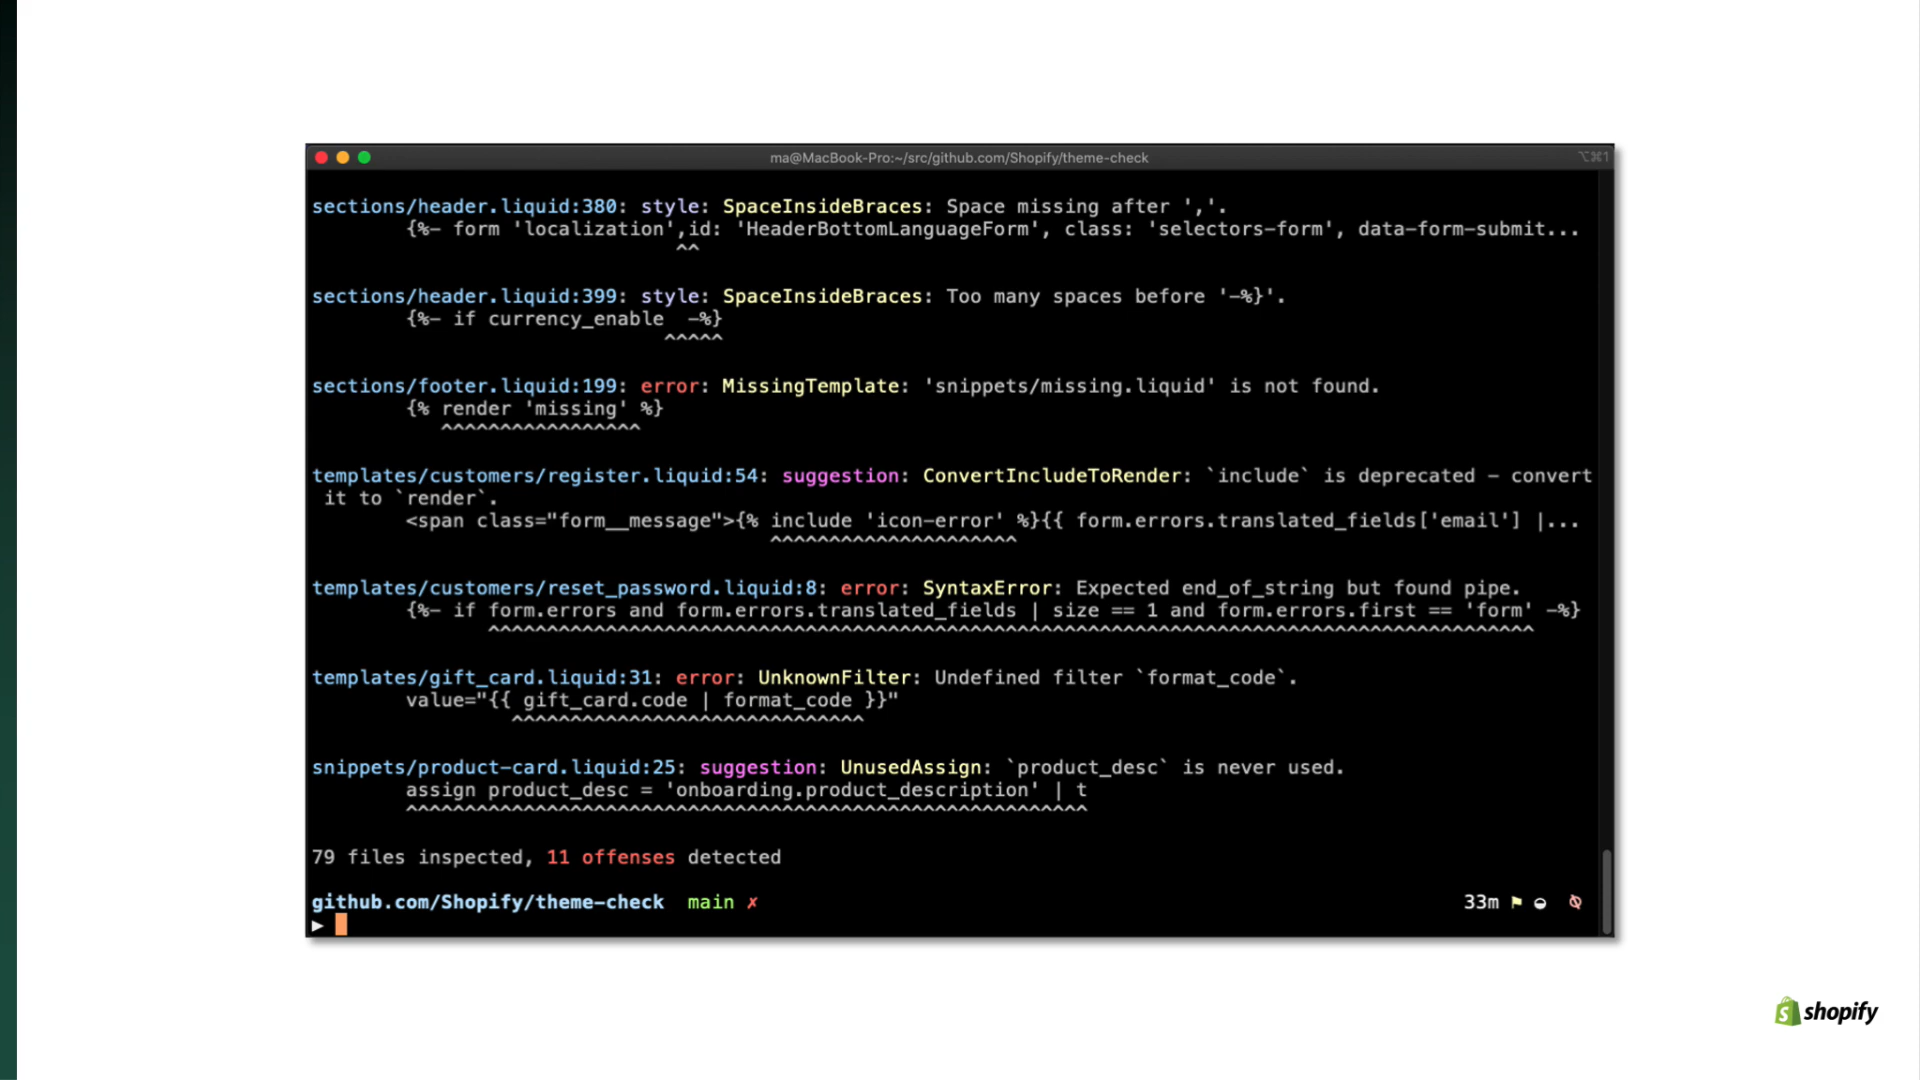 ma@MacBook-Pro:~/src/github.com/Shopify/theme-check ⌥⌘1
sections/header.liquid:380: style: SpaceInsideBraces: Space missing after ','.
{%- form 'localization',id: 'HeaderBottomLanguageForm', class: 'selectors-form', data-form-submit...
^^
sections/header.liquid:399: style: SpaceInsideBraces: Too many spaces before '-%}'.
{%- if currency_enable  -%}
^^^^^
sections/footer.liquid:199: error: MissingTemplate: 'snippets/missing.liquid' is not found.
{% render 'missing' %}
^^^^^^^^^^^^^^^^^
templates/customers/register.liquid:54: suggestion: ConvertIncludeToRender: `include` is deprecated - convert
it to `render`.
<span class="form__message">{% include 'icon-error' %}{{ form.errors.translated_fields['email'] |...
^^^^^^^^^^^^^^^^^^^^^
templates/customers/reset_password.liquid:8: error: SyntaxError: Expected end_of_string but found pipe.
{%- if form.errors and form.errors.translated_fields | size == 1 and form.errors.first == 'form' -%}
^^^^^^^^^^^^^^^^^^^^^^^^^^^^^^^^^^^^^^^^^^^^^^^^^^^^^^^^^^^^^^^^^^^^^^^^^^^^^^^^^^^^^^^^^
templates/gift_card.liquid:31: error: UnknownFilter: Undefined filter `format_code`.
value="{{ gift_card.code | format_code }}"
^^^^^^^^^^^^^^^^^^^^^^^^^^^^^^
snippets/product-card.liquid:25: suggestion: UnusedAssign: `product_desc` is never used.
assign product_desc = 'onboarding.product_description' | t
^^^^^^^^^^^^^^^^^^^^^^^^^^^^^^^^^^^^^^^^^^^^^^^^^^^^^^^^^^
79 files inspected, 11 offenses detected
github.com/Shopify/theme-check main ✗ 33m
shopify